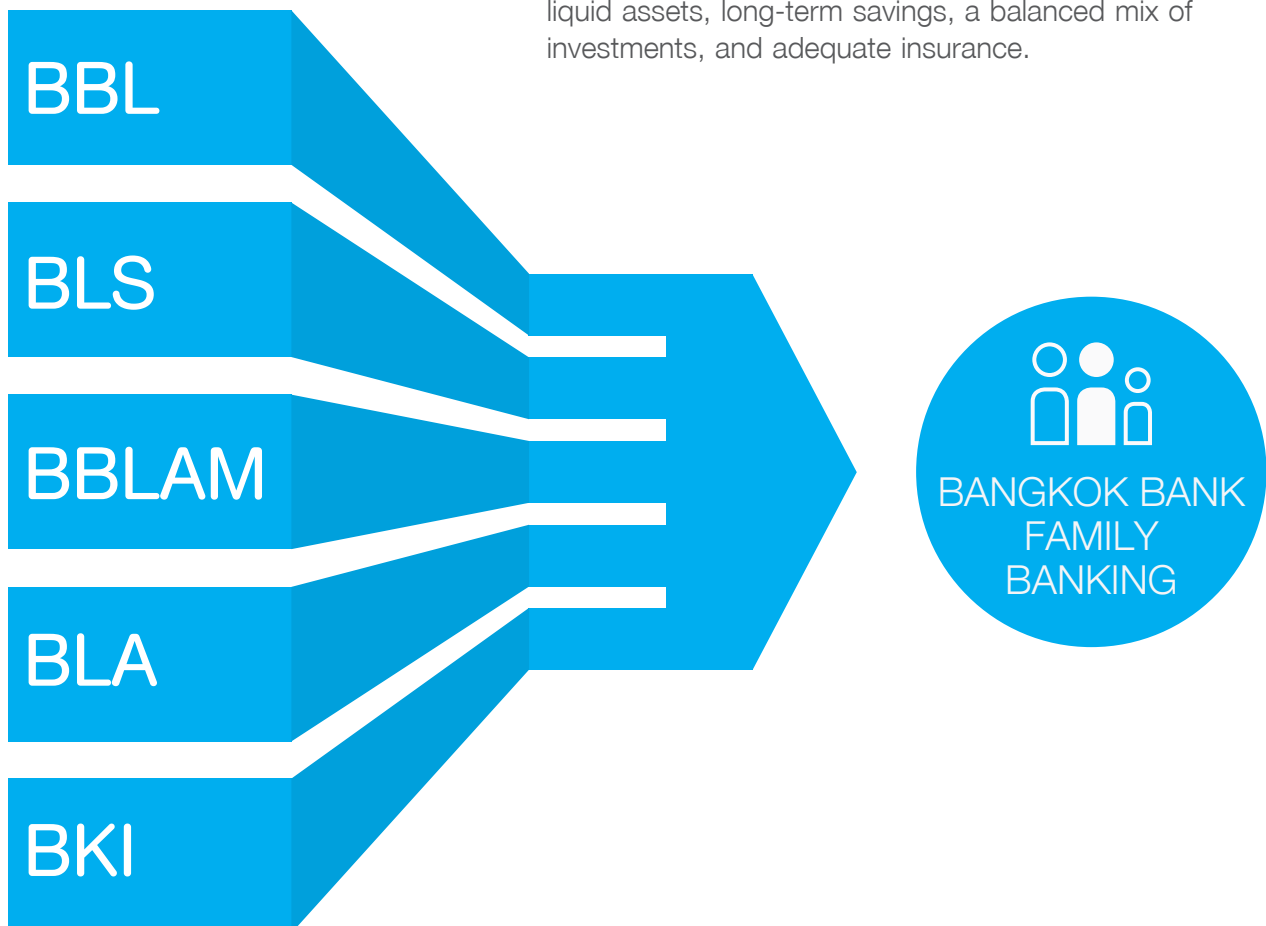 liquid assets, long-term savings, a balanced mix of
investments, and adequate insurance.
BBL
BLS
BBLAM
BLA
BKI
BANGKOK BANK
FAMILY
BANKING